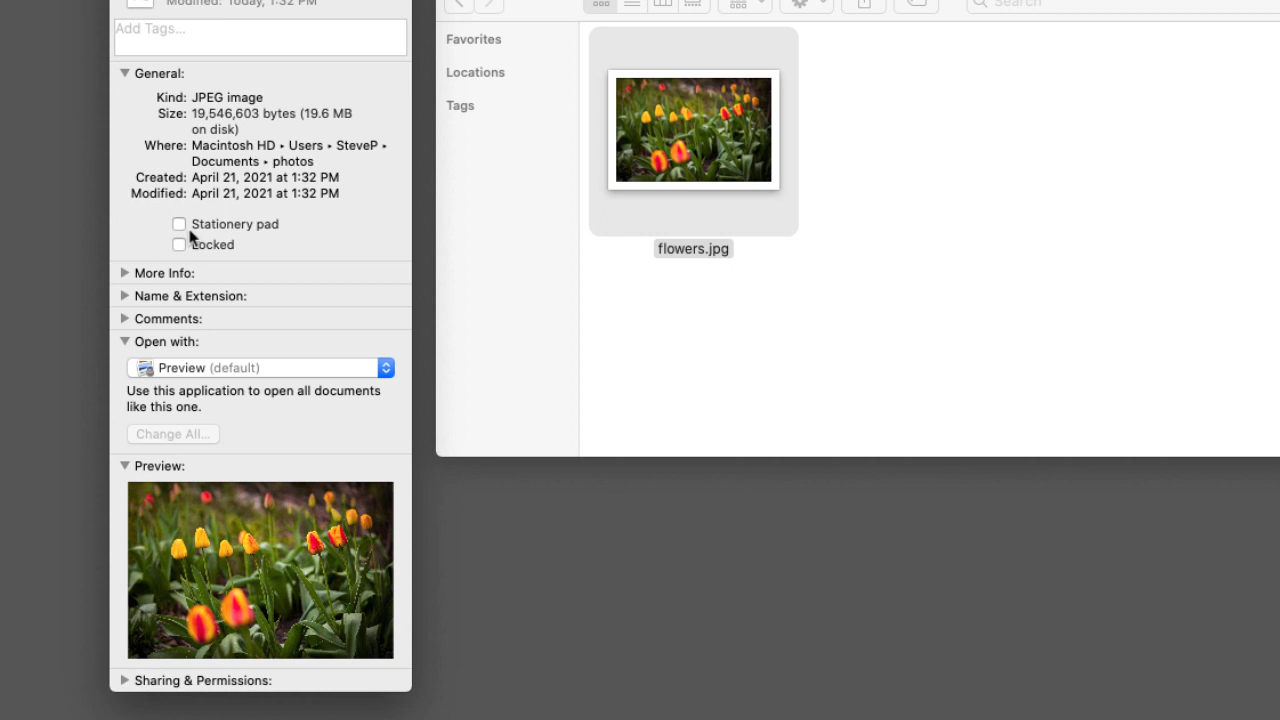 Modified: Today, 1:32 PM
Add Tags...
General:
Kind: JPEG image
Size: 19,546,603 bytes (19.6 MB
on disk)
Where: Macintosh HD ‣ Users ‣ SteveP ‣
Documents ‣ photos
Created: April 21, 2021 at 1:32 PM
Modified: April 21, 2021 at 1:32 PM
Stationery pad
Locked
More Info:
Name & Extension:
Comments:
Open with:
Preview (default)
Use this application to open all documents
like this one.
Change All...
Preview:
Sharing & Permissions:
Search
Favorites
Locations
Tags
flowers.jpg